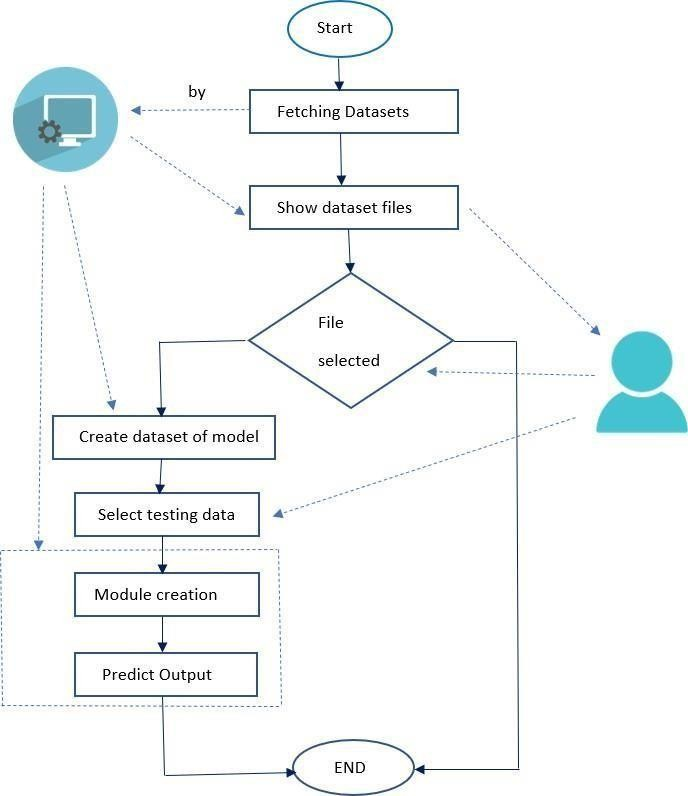 Start
by
Fetching Datasets
Show dataset files
File
selected
Create dataset of model
Select testing data
Module creation
Predict Output
END